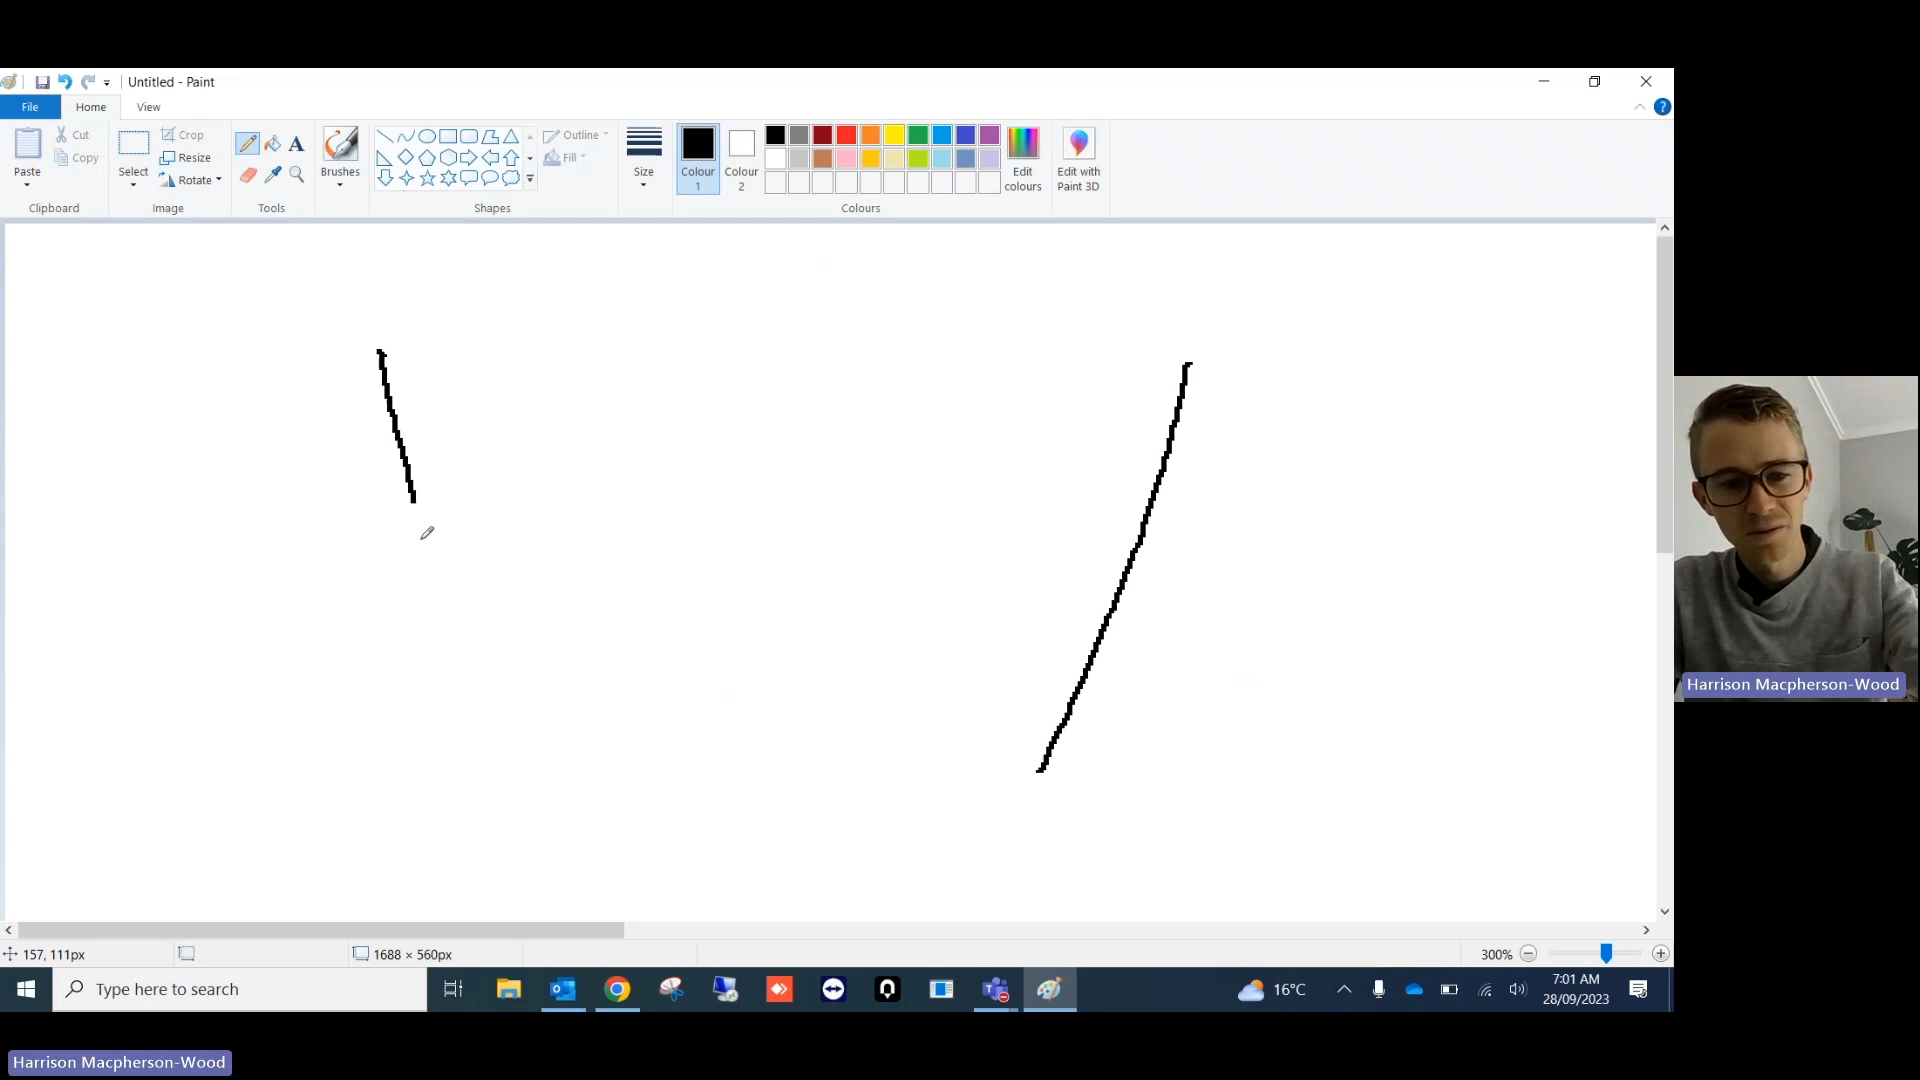 Untitled - Paint
File Home View
Paste
Cut
Copy
Clipboard
Select
Crop
Resize
Rotate
Image
Tools
Brushes
Shapes
Outline
Fill
Size
Colour
1
Colour
2
Colours
Edit
colours
Edit with
Paint 3D
157, 111px
1688 × 560px
300%
Type here to search
16°C
7:01 AM
28/09/2023
Harrison Macpherson-Wood
Harrison Macpherson-Wood